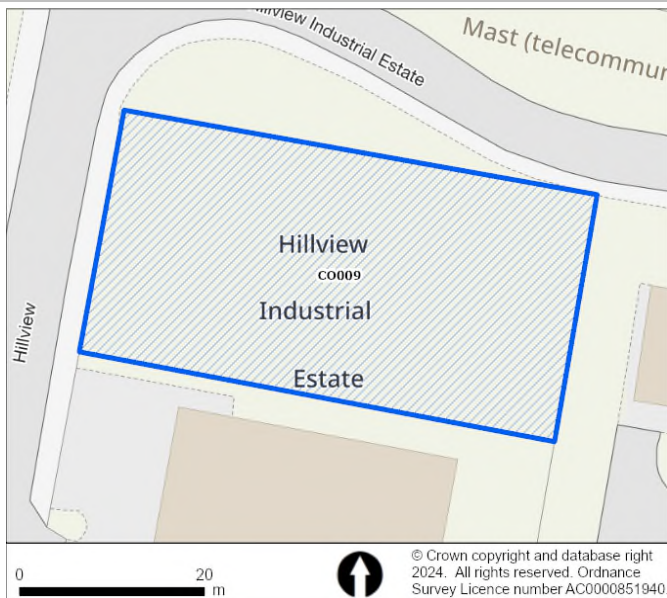 Hillview Industrial Estate
Mast (telecommun
Hillview
CO009
Industrial
Estate
Hillview
0 20
m
© Crown copyright and database right
2024. All rights reserved. Ordnance
Survey Licence number AC0000851940